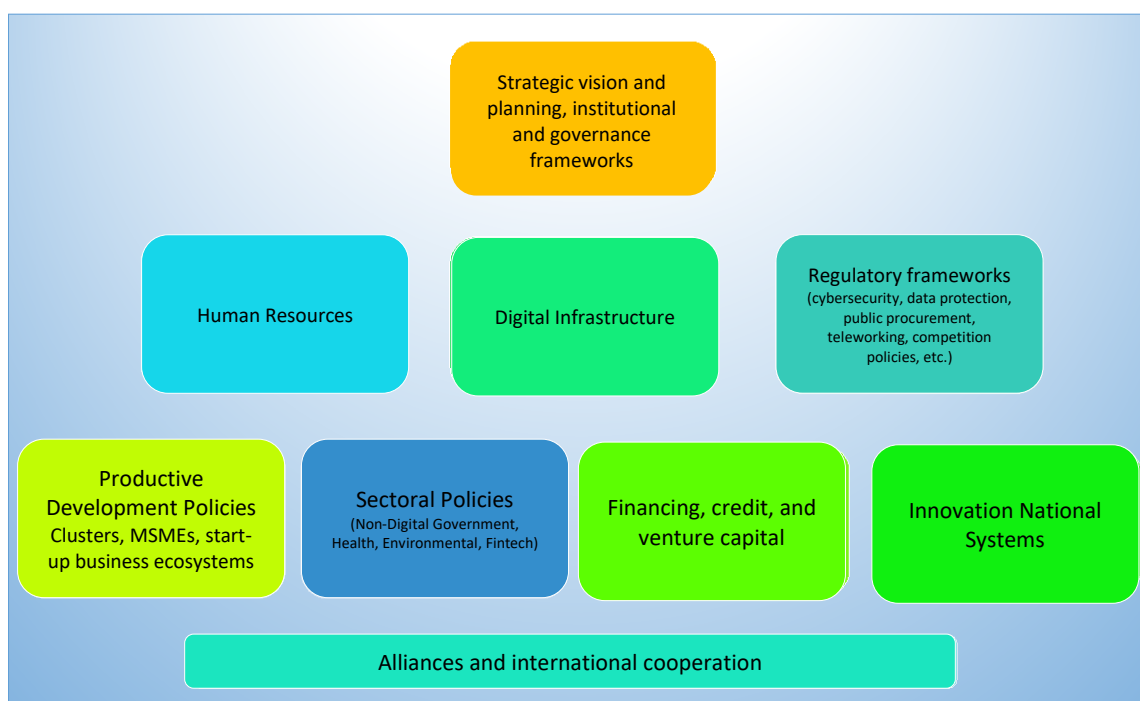 Strategic vision and
planning, institutional
and governance
frameworks
Human Resources
Digital Infrastructure
Regulatory frameworks
(cybersecurity, data protection,
public procurement,
teleworking, competition
policies, etc.)
Productive
Development Policies
Clusters, MSMEs, start-
up business ecosystems
Sectoral Policies
(Non-Digital Government,
Health, Environmental, Fintech)
Financing, credit, and
venture capital
Innovation National
Systems
Alliances and international cooperation